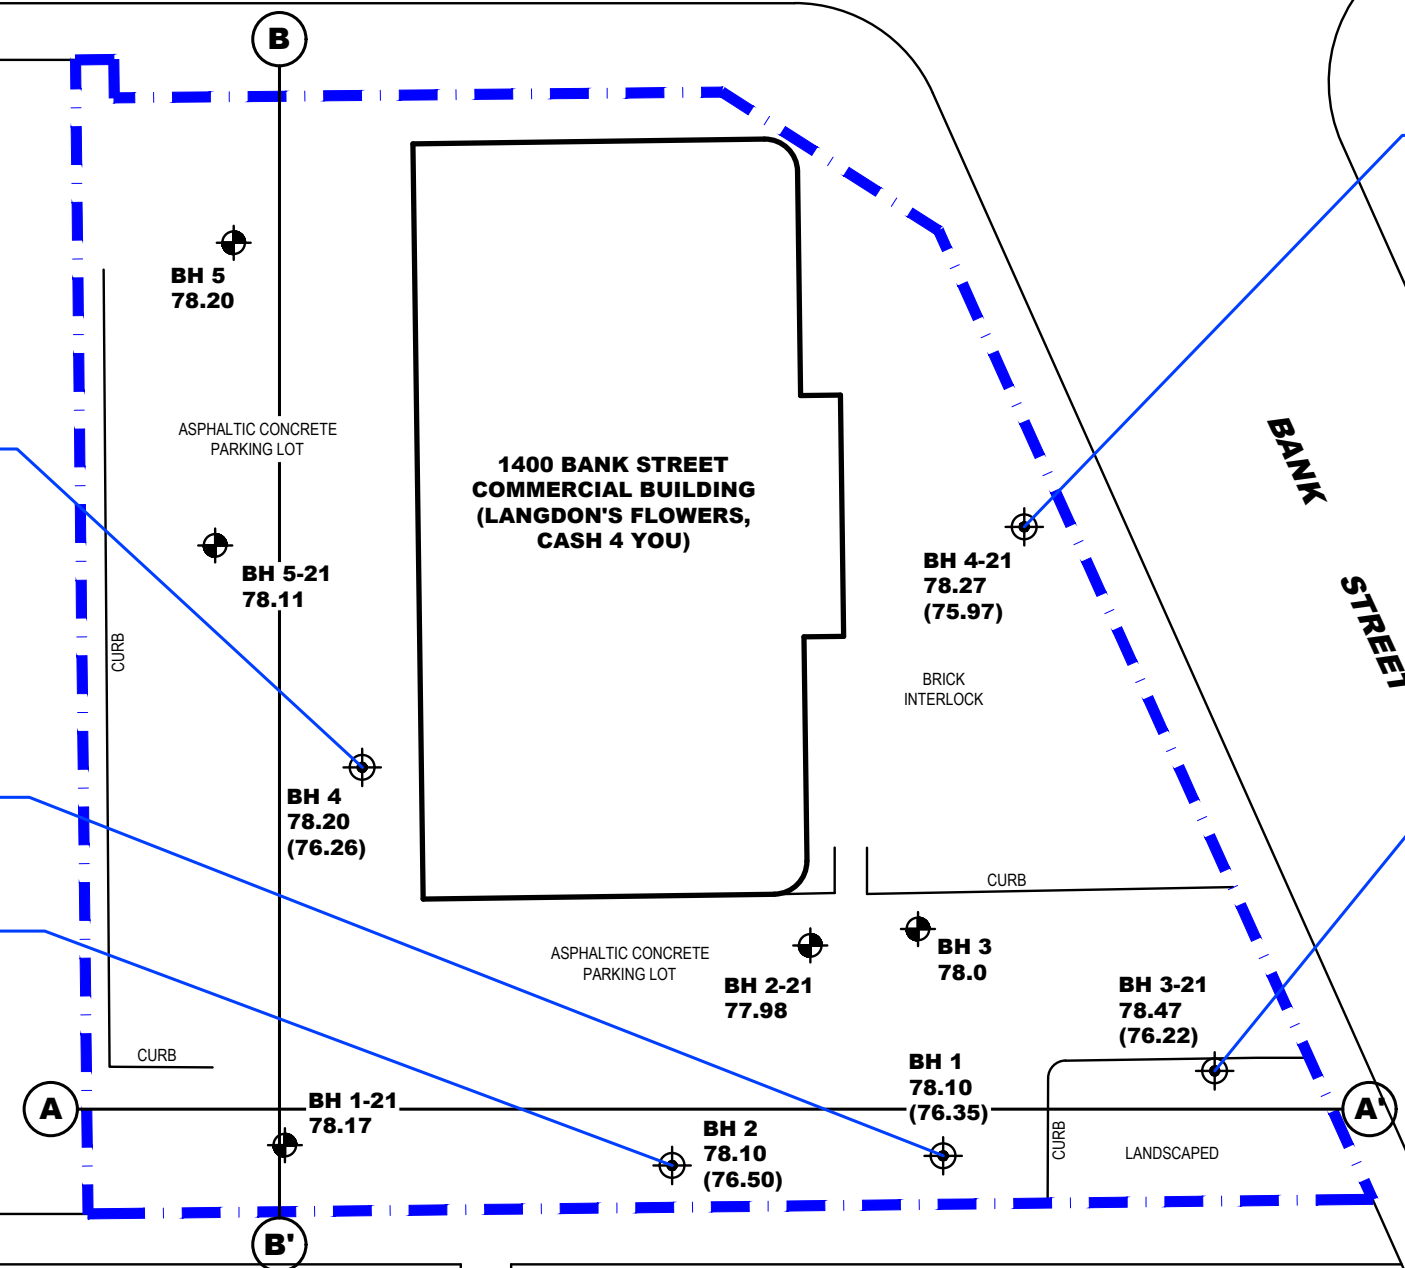 B
BH 5
78.20
ASPHALTIC CONCRETE
PARKING LOT
1400 BANK STREET
COMMERCIAL BUILDING
(LANGDON'S FLOWERS,
CASH 4 YOU)
BANK
STREET
BH 5-21
78.11
BH 4-21
78.27
(75.97)
CURB
BRICK
INTERLOCK
BH 4
78.20
(76.26)
CURB
ASPHALTIC CONCRETE
PARKING LOT
BH 2-21
77.98
BH 3
78.0
BH 3-21
78.47
(76.22)
CURB
BH 1
78.10
(76.35)
A
BH 1-21
78.17
A'
BH 2
78.10
(76.50)
CURB
LANDSCAPED
B'